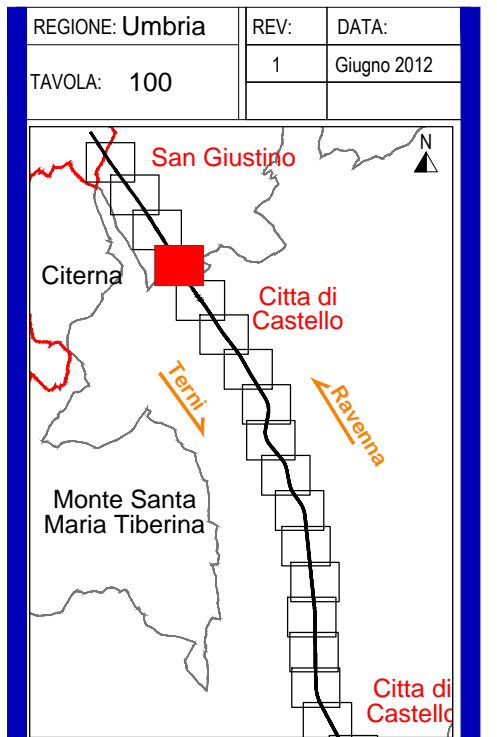 REGIONE: Umbria
REV:
DATA:
TAVOLA: 100
1
Giugno 2012
N
San Giustino
Citerna
Citta di
Castello
Terni
Ravenna
Monte Santa
Maria Tiberina
Citta di
Castello